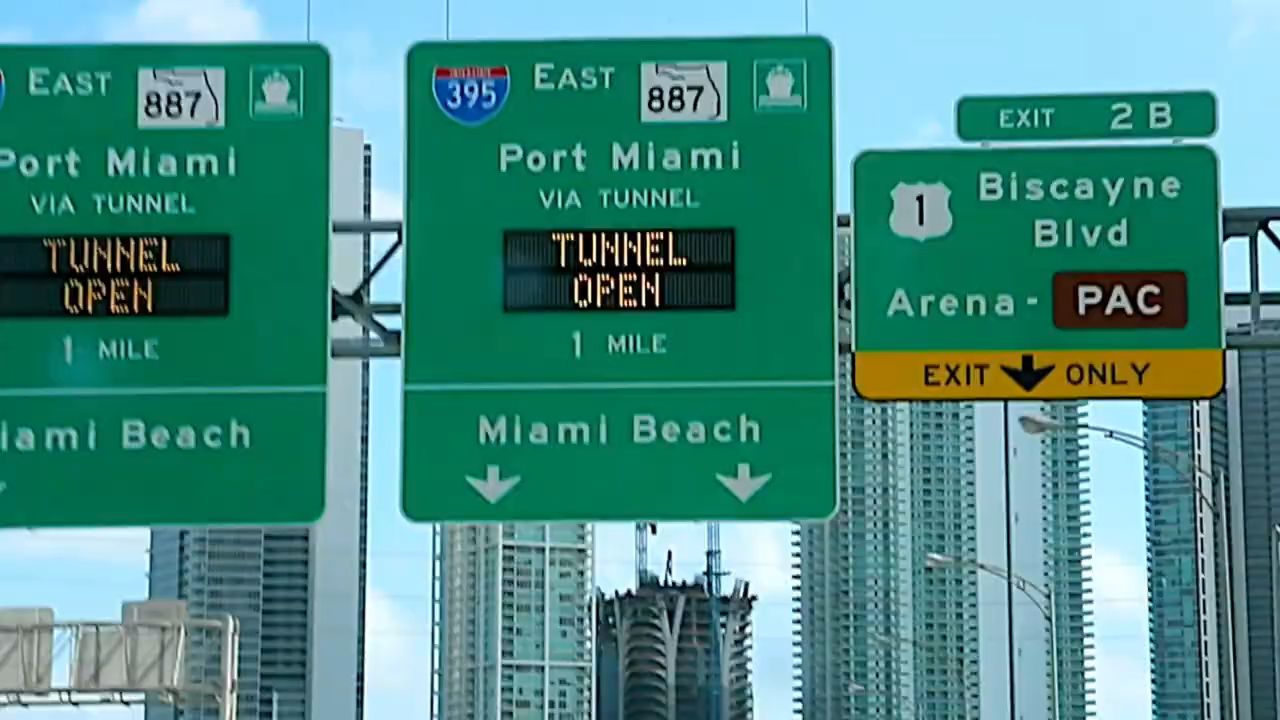 EAST 887
Port Miami
VIA TUNNEL
TUNNEL
OPEN
1 MILE
iami Beach
INTERSTATE
395 EAST 887
Port Miami
VIA TUNNEL
TUNNEL
OPEN
1 MILE
Miami Beach
EXIT 2 B
1 Biscayne
Blvd
Arena - PAC
EXIT ONLY